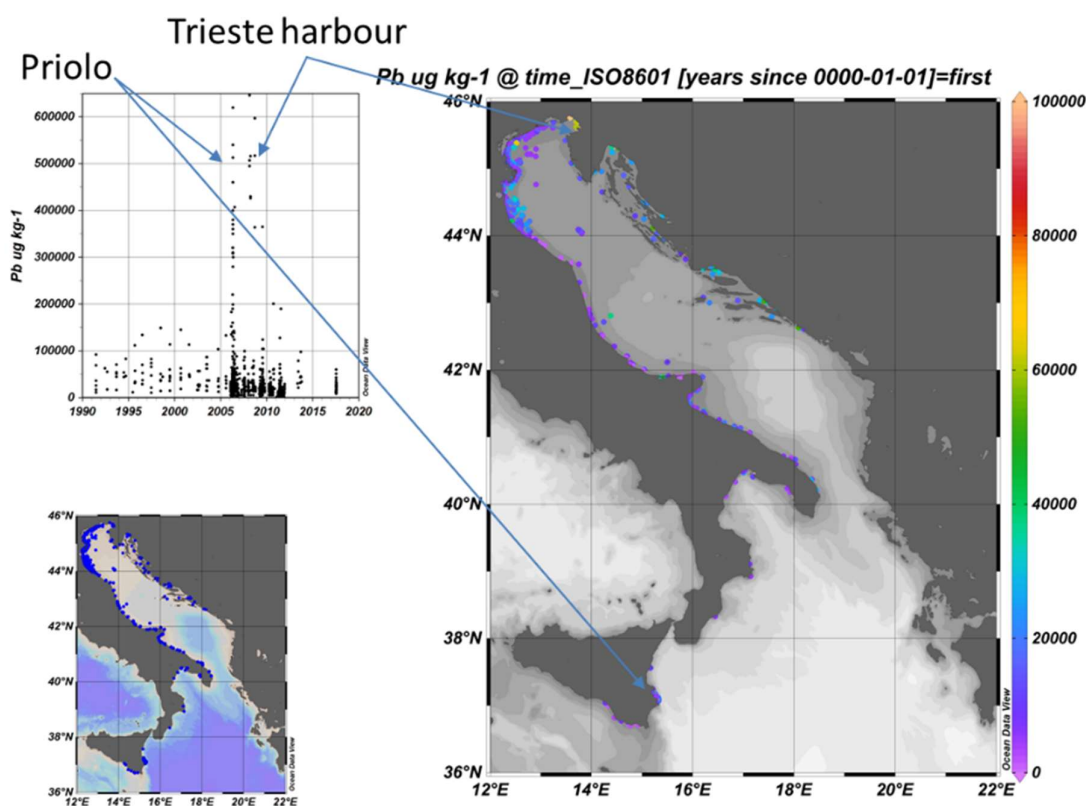 Trieste harbour
Priolo
Pb ug kg-1 @ time_ISO8601 [years since 0000-01-01]=first
Pb ug kg-1
600000
500000
400000
300000
200000
100000
0
1990 1995 2000 2005 2010 2015 2020
Ocean Data View
46°N
44°N
42°N
40°N
38°N
36°N
12°E 14°E 16°E 18°E 20°E 22°E
Ocean Data View
100000
80000
60000
40000
20000
0
46°N
44°N
42°N
40°N
38°N
36°N
12°E 14°E 16°E 18°E 20°E 22°E
Ocean Data View